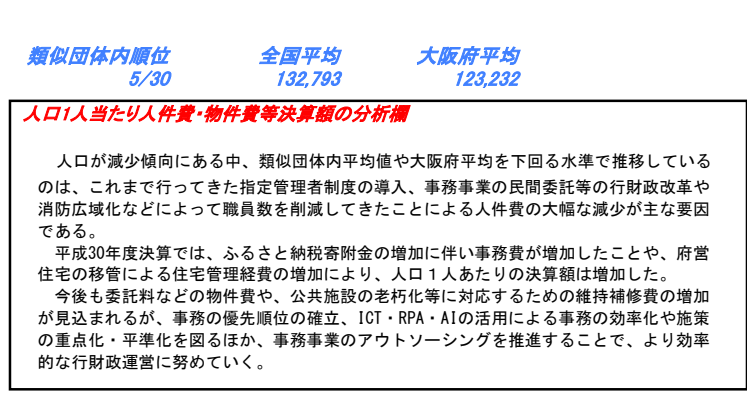 類似団体内順位 全国平均 大阪府平均
5/30 132,793 123,232
人口1人当たり人件費・物件費等決算額の分析欄
人口が減少傾向にある中、類似団体内平均値や大阪府平均を下回る水準で推移している
のは、これまで行ってきた指定管理者制度の導入、事務事業の民間委託等の行財政改革や
消防広域化などによって職員数を削減してきたことによる人件費の大幅な減少が主な要因
である。
平成30年度決算では、ふるさと納税寄附金の増加に伴い事務費が増加したことや、府営
住宅の移管による住宅管理経費の増加により、人口１人あたりの決算額は増加した。
今後も委託料などの物件費や、公共施設の老朽化等に対応するための維持補修費の増加
が見込まれるが、事務の優先順位の確立、ICT・RPA・AIの活用による事務の効率化や施策
の重点化・平準化を図るほか、事務事業のアウトソーシングを推進することで、より効率
的な行財政運営に努めていく。